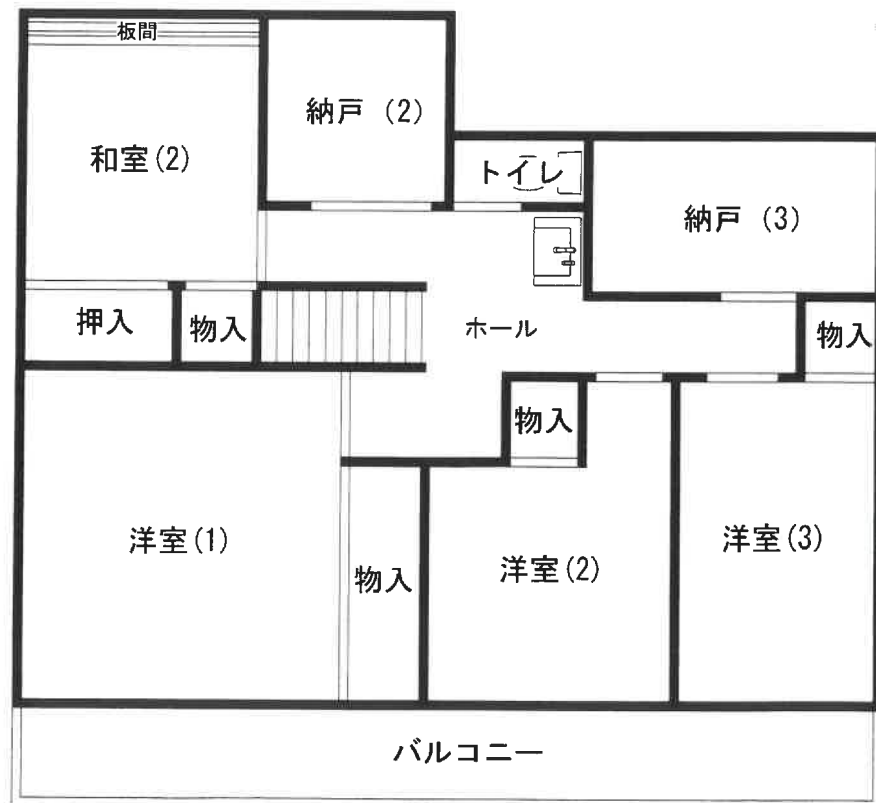 板間
納戸 (2)
和室(2)
トイレ
納戸 (3)
押入
物入
ホール
物入
物入
洋室(1)
洋室(2)
洋室(3)
物入
バルコニー